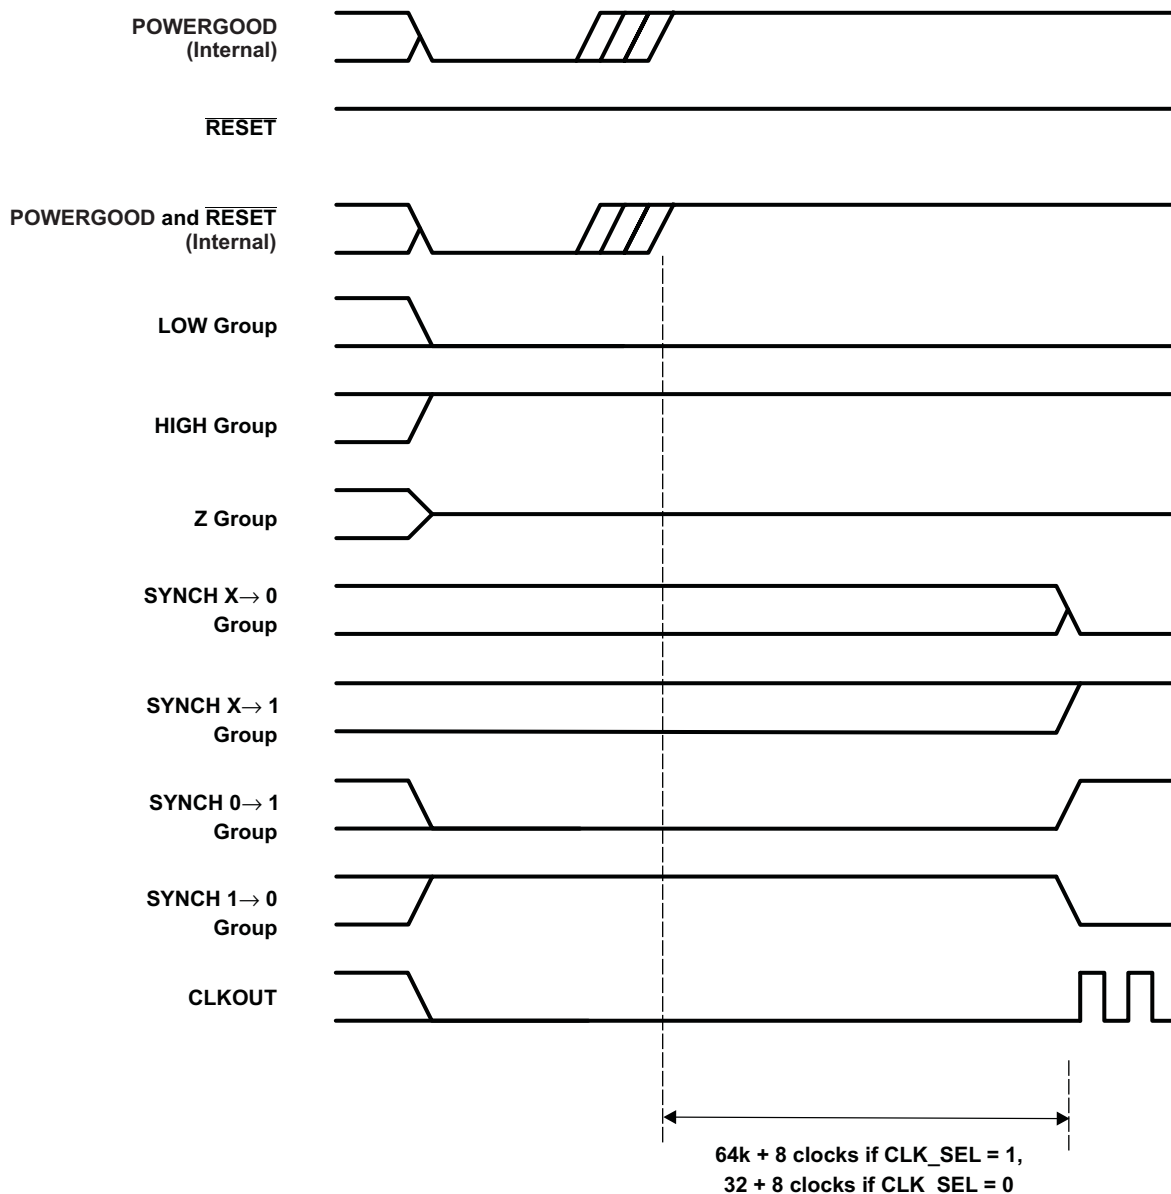 POWERGOOD
(Internal)
RESET
POWERGOOD and RESET
(Internal)
LOW Group
HIGH Group
Z Group
SYNCH X→ 0
Group
SYNCH X→ 1
Group
SYNCH 0→ 1
Group
SYNCH 1→ 0
Group
CLKOUT
64k + 8 clocks if CLK_SEL = 1,
32 + 8 clocks if CLK_SEL = 0